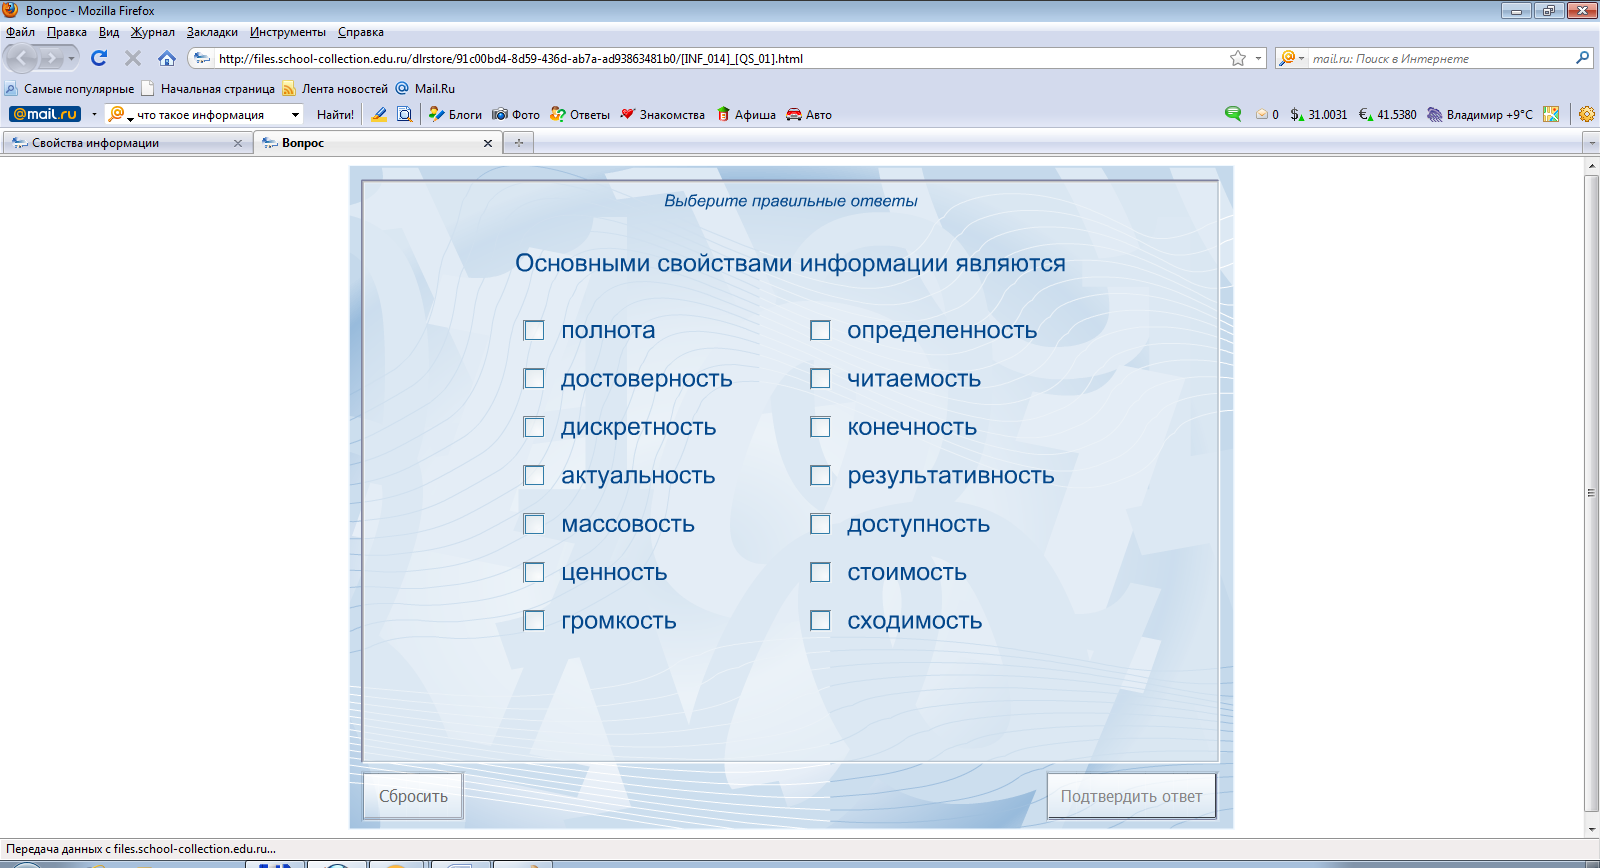 Вопрос - Mozilla Firefox
Файл Правка Вид Журнал Закладки Инструменты Справка
http://files.school-collection.edu.ru/dlrstore/91c00bd4-8d59-436d-ab7a-ad93863481b0/[INF_014]_[QS_01].html
mail.ru: Поиск в Интернете
Самые популярные Начальная страница Лента новостей Mail.Ru
@mail.ru что такое информация Найти! Блоги Фото Ответы Знакомства Афиша Авто 0 $ 31.0031 € 41.5380 Владимир +9°C
Свойства информации Вопрос
Выберите правильные ответы
Основными свойствами информации являются
полнота определенность
достоверность читаемость
дискретность конечность
актуальность результативность
массовость доступность
ценность стоимость
громкость сходимость
Сбросить Подтвердить ответ
Передача данных с files.school-collection.edu.ru...